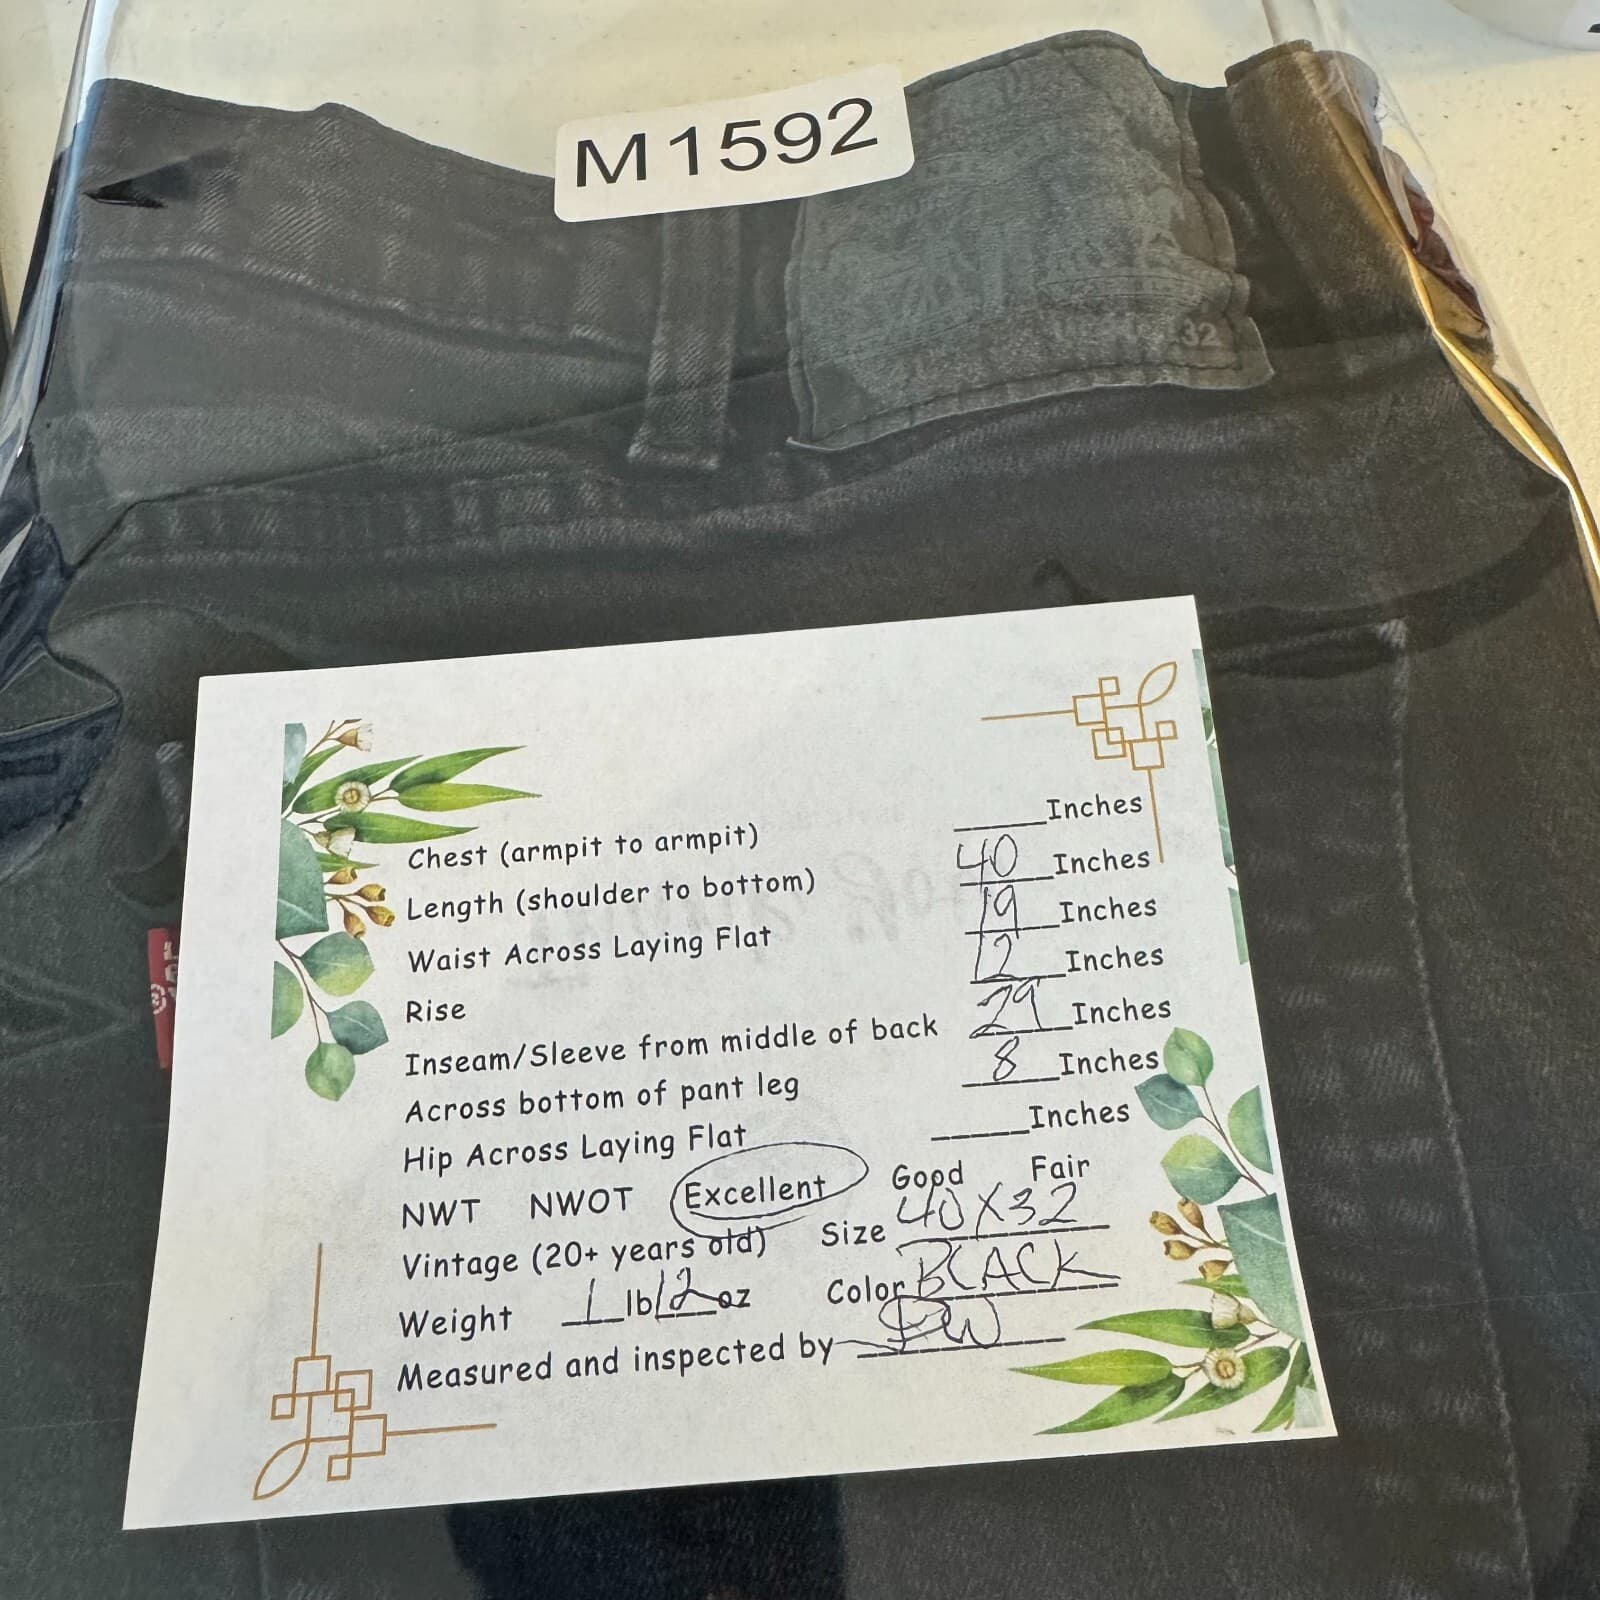 M1592
32
Chest (armpit to armpit) _____Inches
Length (shoulder to bottom) 40 Inches
Waist Across Laying Flat 19 Inches
Rise 12 Inches
Inseam/Sleeve from middle of back 29 Inches
Across bottom of pant leg 8 Inches
Hip Across Laying Flat _____Inches
NWT NWOT Excellent Good Fair
Vintage (20+ years old) Size 40X32
Weight 1 lb 12 oz Color BLACK
Measured and inspected by